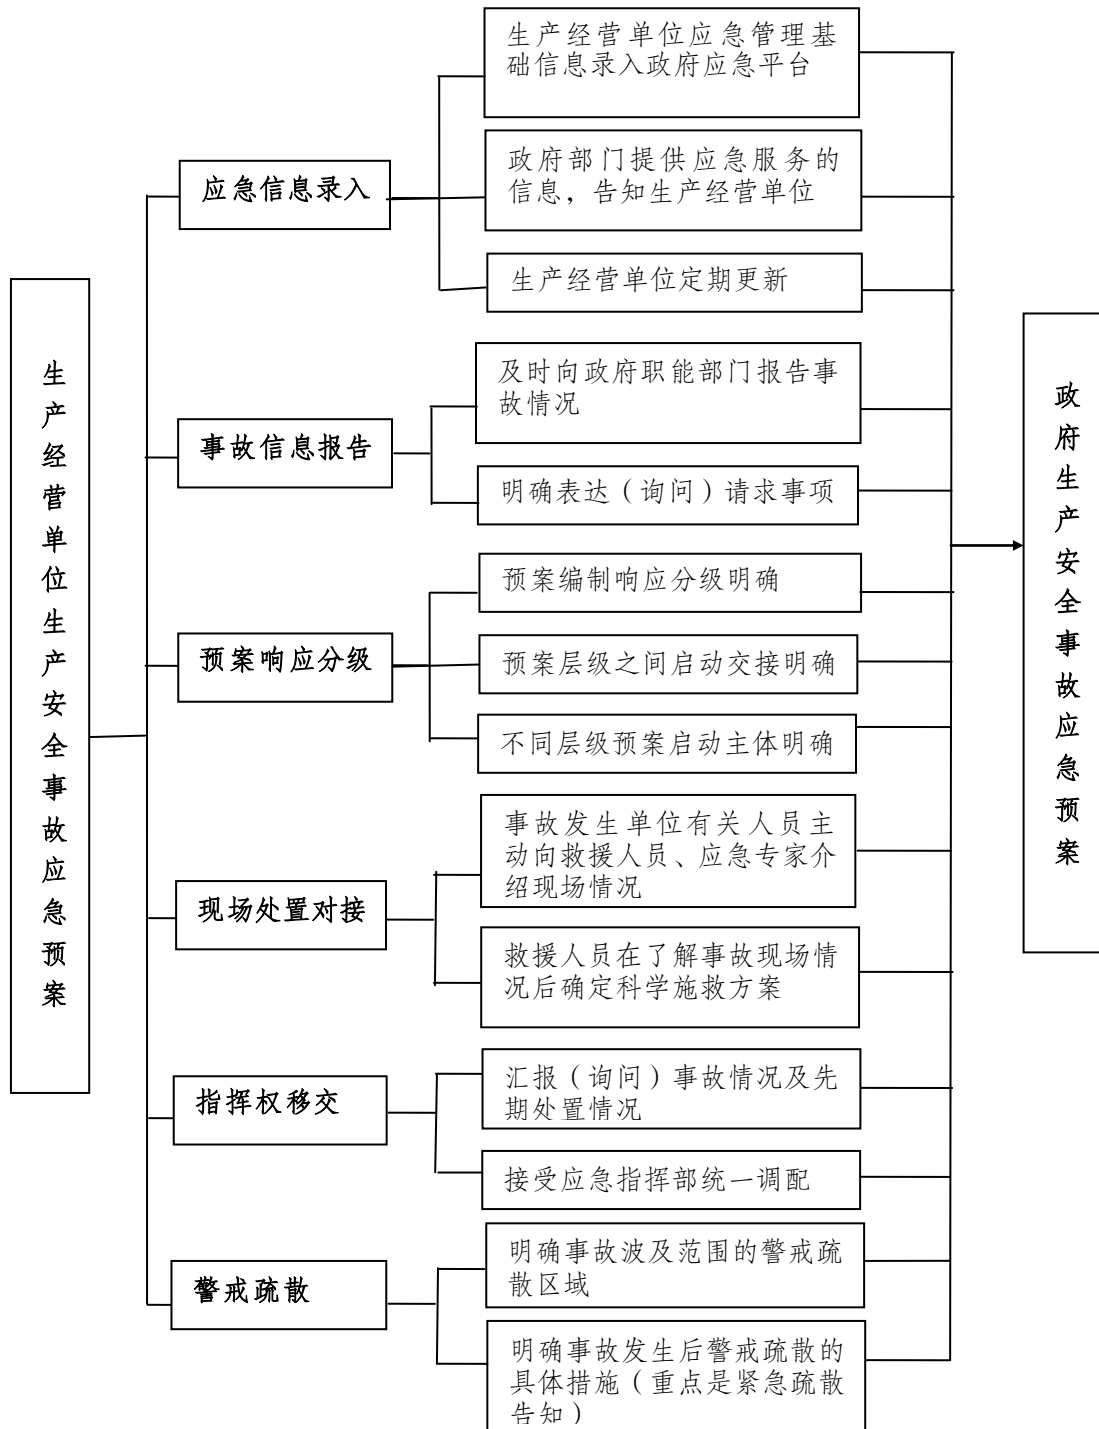 生产经营单位生产安全事故应急预案
应急信息录入
生产经营单位应急管理基
础信息录入政府应急平台
政府部门提供应急服务的
信息，告知生产经营单位
生产经营单位定期更新
事故信息报告
及时向政府职能部门报告事
故情况
明确表达（询问）请求事项
预案响应分级
预案编制响应分级明确
预案层级之间启动交接明确
不同层级预案启动主体明确
现场处置对接
事故发生单位有关人员主
动向救援人员、应急专家介
绍现场情况
救援人员在了解事故现场情
况后确定科学施救方案
指挥权移交
汇报（询问）事故情况及先
期处置情况
接受应急指挥部统一调配
警戒疏散
明确事故波及范围的警戒疏
散区域
明确事故发生后警戒疏散的
具体措施（重点是紧急疏散
告知）
政府生产安全事故应急预案